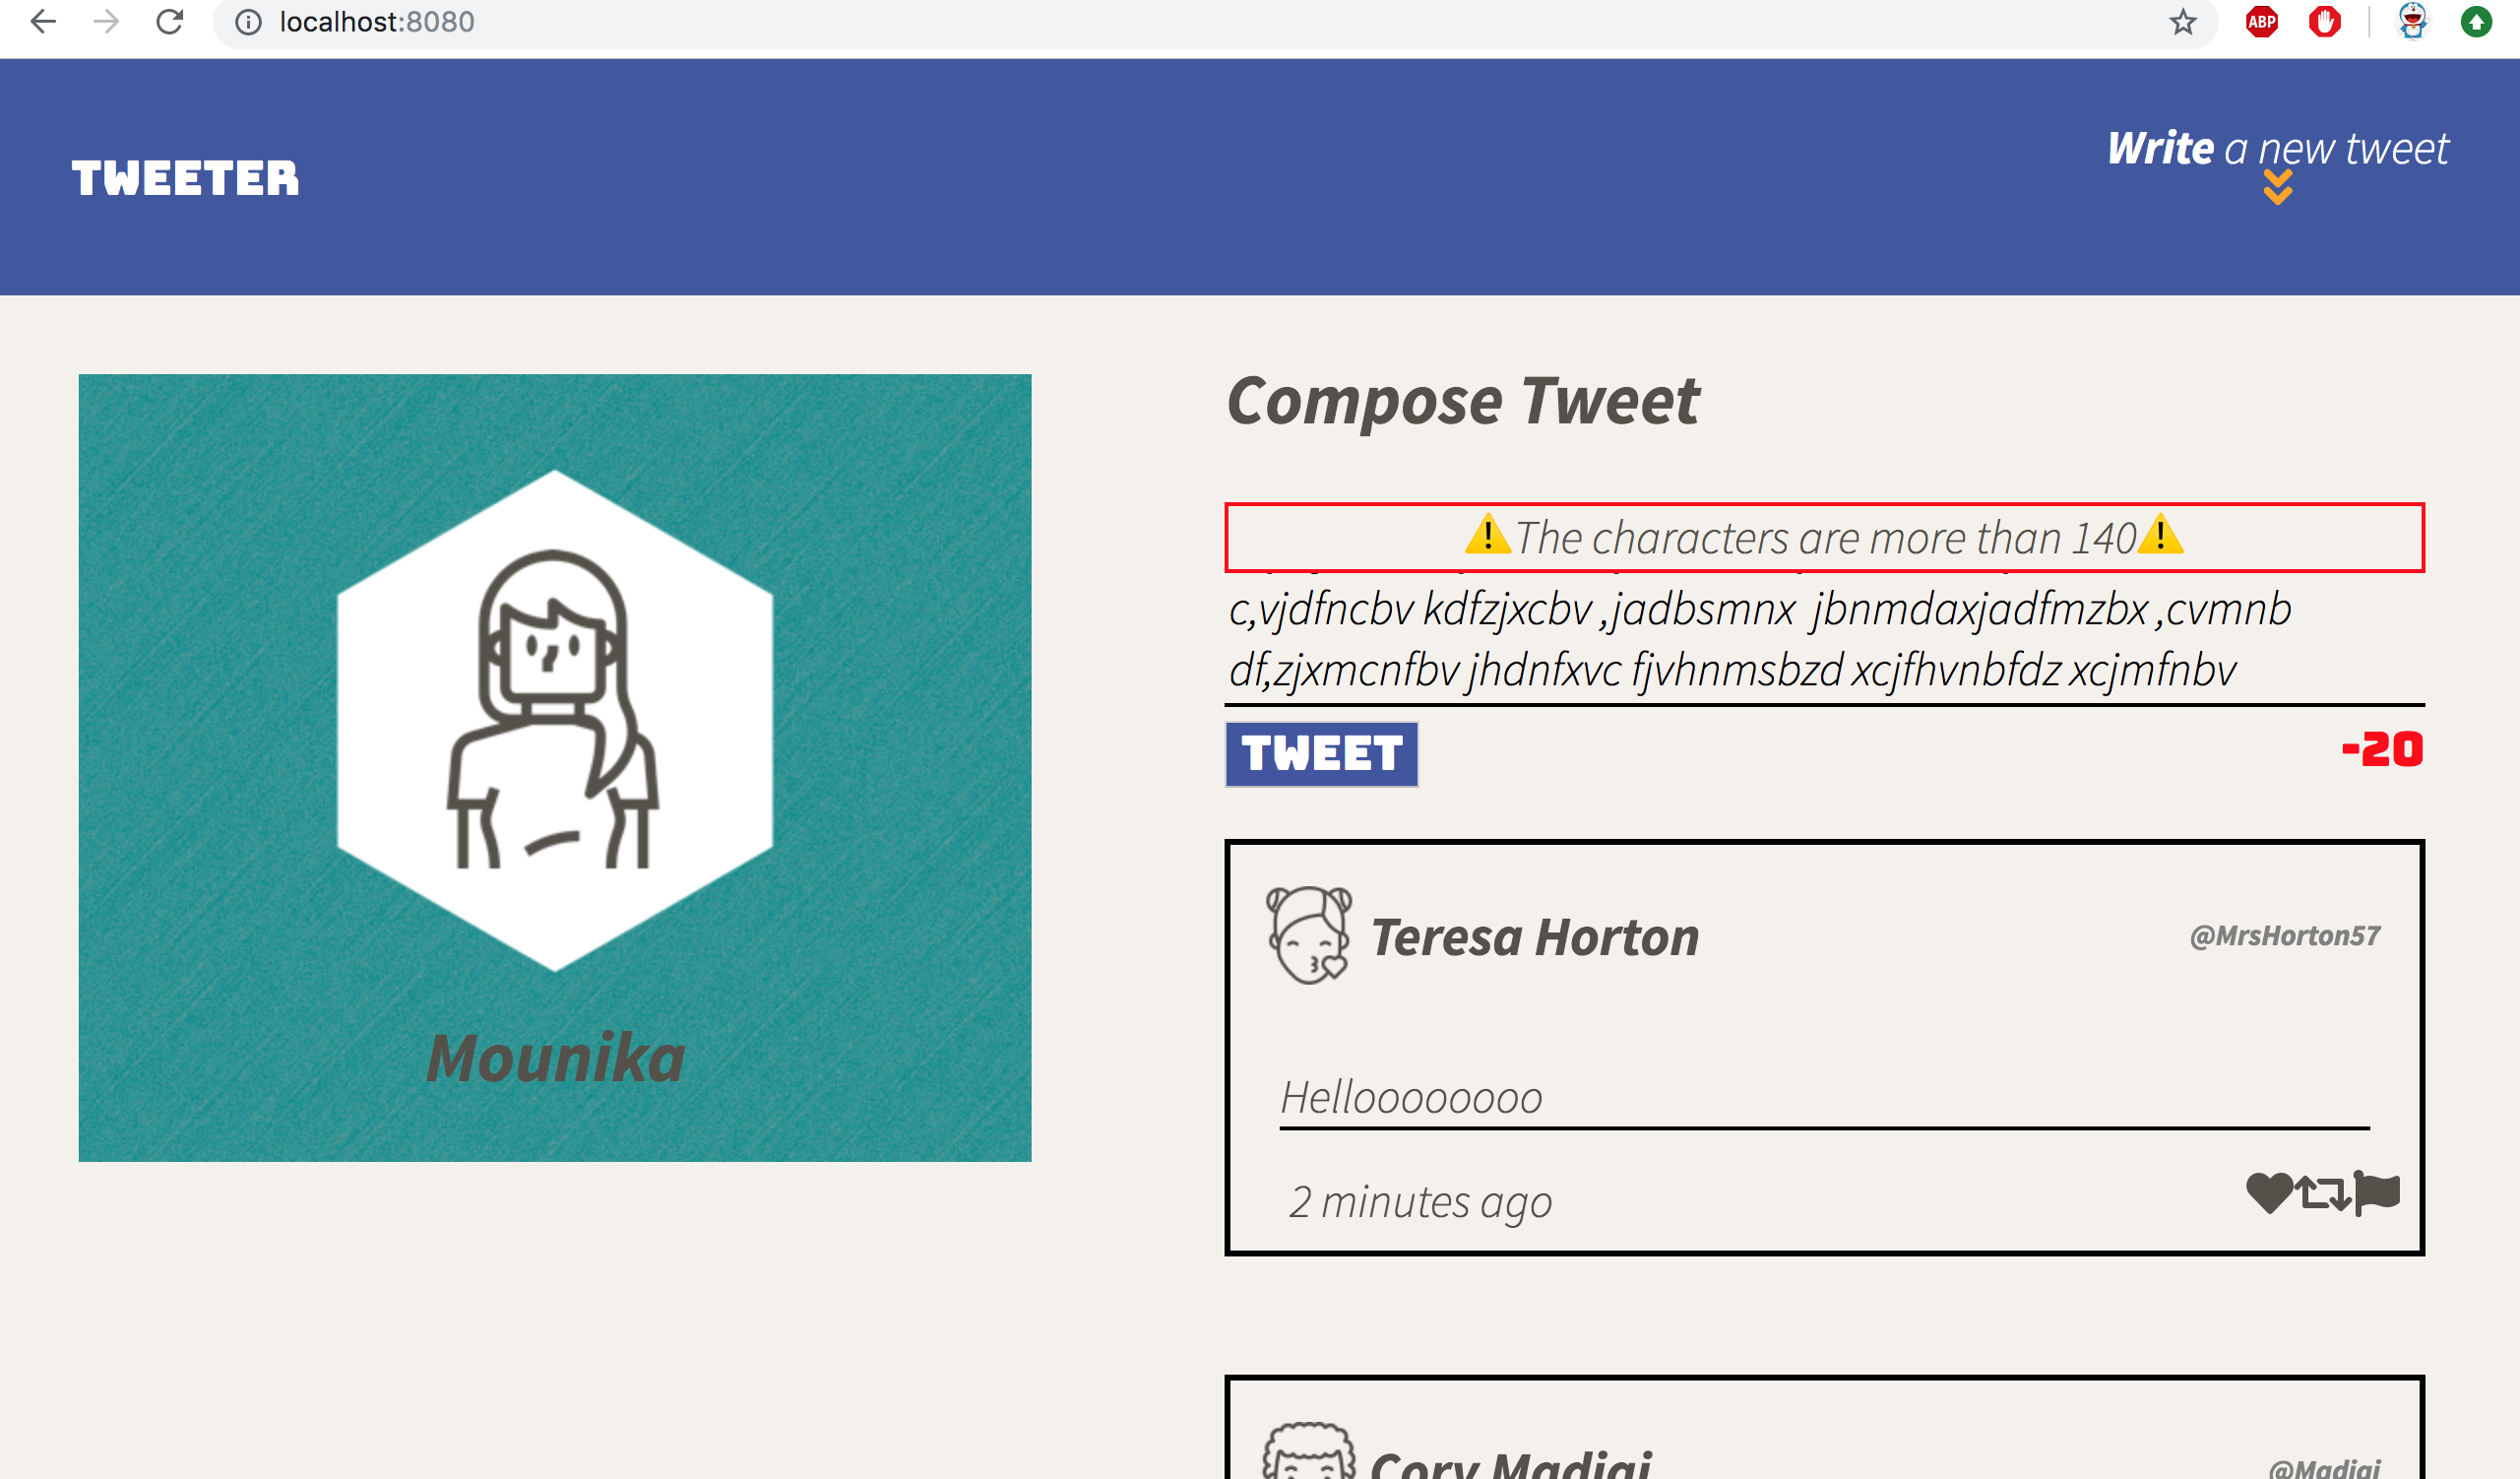 localhost:8080
ABP
TWEETER
Write a new tweet
Compose Tweet
⚠️The characters are more than 140⚠️
c,vjdfncbv kdfzjxcbv ,jadbsmnx  jbnmdaxjadfmzbx ,cvmnb
df,zjxmcnfbv jhdnfxvc fjvhnmsbzd xcjfhvnbfdz xcjmfnbv
TWEET
-20
Mounika
Teresa Horton
@MrsHorton57
Helloooooooo
2 minutes ago
Cory Madigi
@Madigi